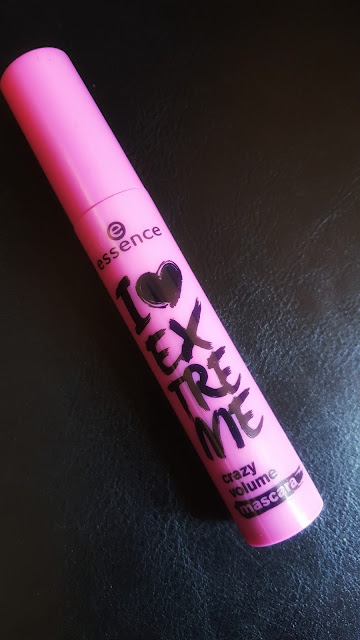 e
essence
I ♥
EX
TRE
ME
crazy
volume
mascara